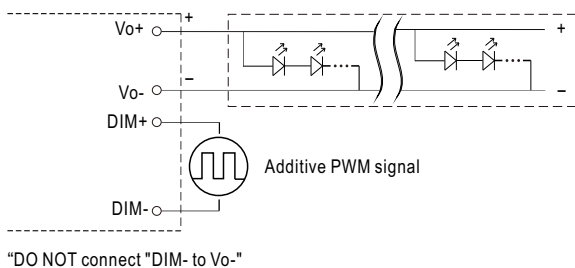 Vo+ + +
Vo- − −
DIM+
Additive PWM signal
DIM-
“DO NOT connect "DIM- to Vo-"